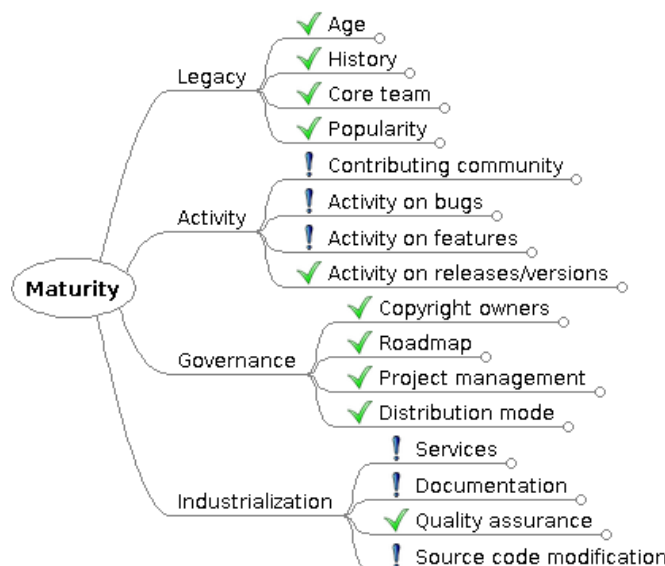 Age
History
Legacy
Core team
Popularity
Contributing community
Activity on bugs
Activity
Activity on features
Activity on releases/versions
Maturity
Copyright owners
Roadmap
Governance
Project management
Distribution mode
Services
Documentation
Industrialization
Quality assurance
Source code modification